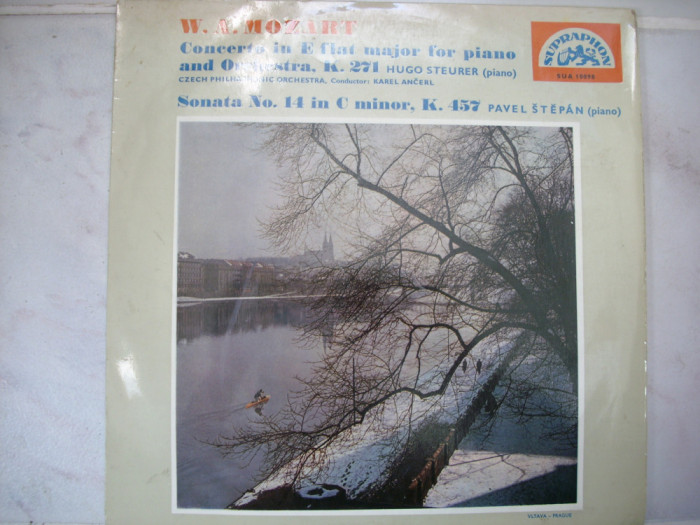 W. A. MOZART
Concerto in E flat major for piano
and Orchestra, K. 271 HUGO STEURER (piano)
CZECH PHILHARMONIC ORCHESTRA, Conductor: KAREL ANČERL
Sonata No. 14 in C minor, K. 457 PAVEL ŠTĚPÁN (piano)
SUPRAPHON
VLTAVA - PRAGUE